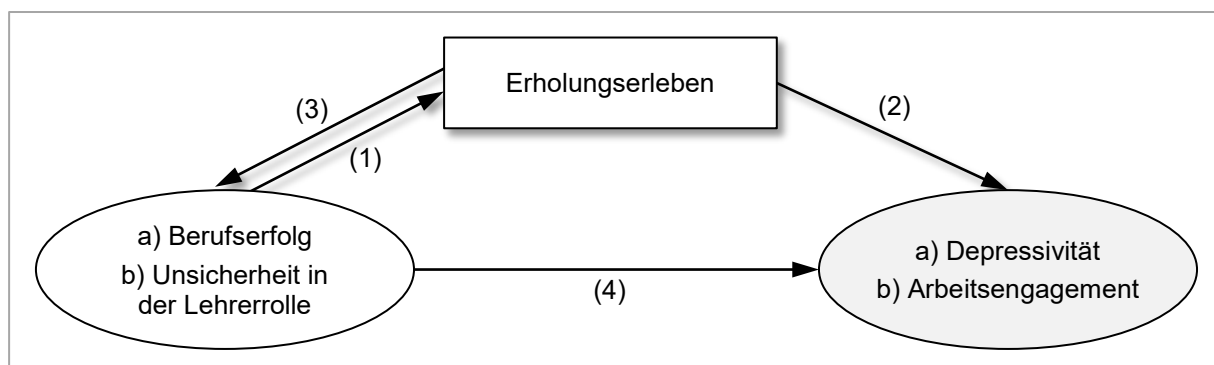 Erholungserleben
(3)
(2)
(1)
a) Berufserfolg
b) Unsicherheit in
der Lehrerrolle
(4)
a) Depressivität
b) Arbeitsengagement